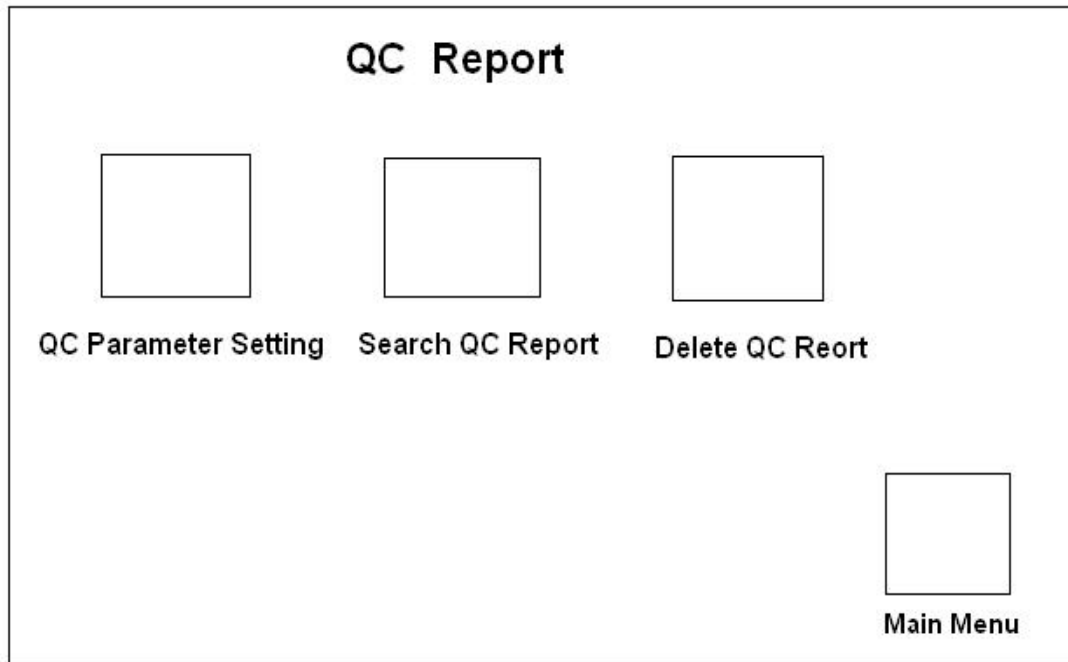 QC Report
QC Parameter Setting
Search QC Report
Delete QC Reort
Main Menu